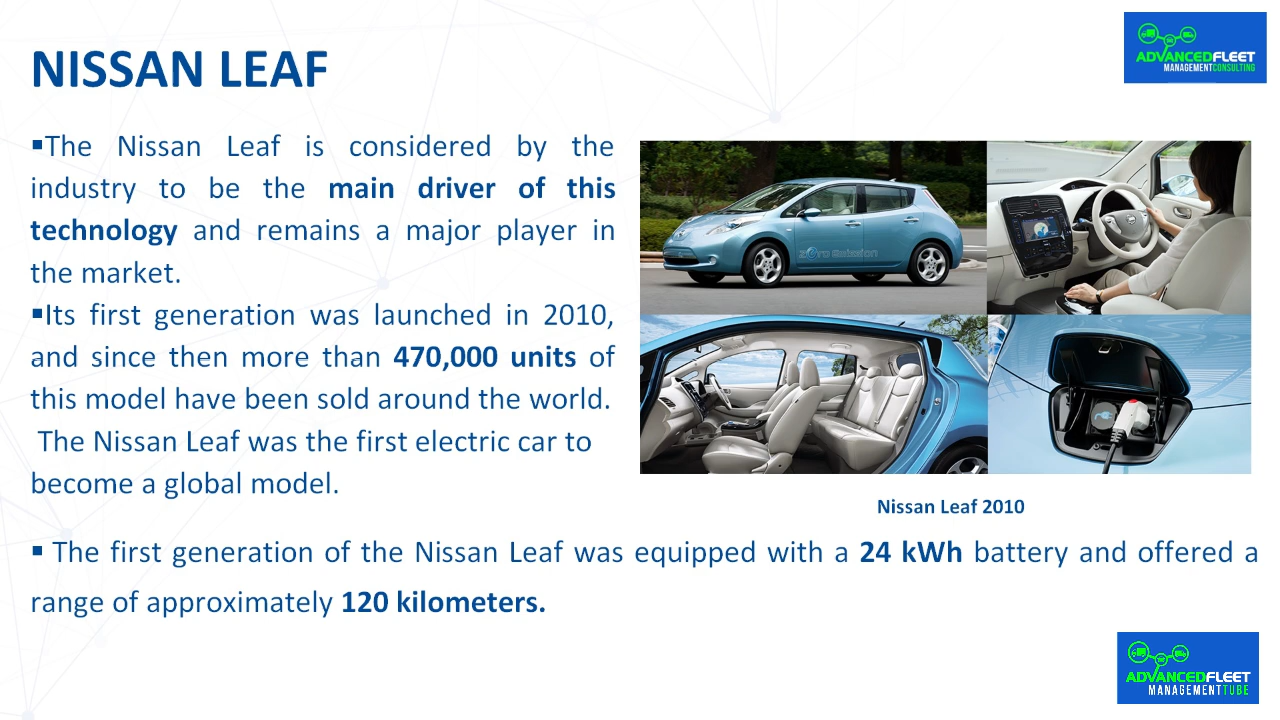 NISSAN LEAF
ADVANCEDFLEET
MANAGEMENTCONSULTING
▪The Nissan Leaf is considered by the
industry to be the main driver of this
technology and remains a major player in
the market.
▪Its first generation was launched in 2010,
and since then more than 470,000 units of
this model have been sold around the world.
The Nissan Leaf was the first electric car to
become a global model.
Zero Emission
Nissan Leaf 2010
▪ The first generation of the Nissan Leaf was equipped with a 24 kWh battery and offered a
range of approximately 120 kilometers.
ADVANCEDFLEET
MANAGEMENTTUBE